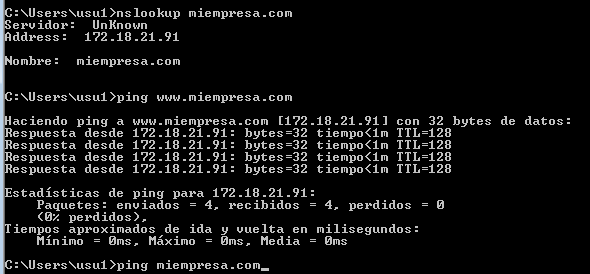 C:\Users\usu1>nslookup miempresa.com
Servidor:  UnKnown
Address:  172.18.21.91
Nombre:  miempresa.com
C:\Users\usu1>ping www.miempresa.com
Haciendo ping a www.miempresa.com [172.18.21.91] con 32 bytes de datos:
Respuesta desde 172.18.21.91: bytes=32 tiempo<1m TTL=128
Respuesta desde 172.18.21.91: bytes=32 tiempo<1m TTL=128
Respuesta desde 172.18.21.91: bytes=32 tiempo<1m TTL=128
Respuesta desde 172.18.21.91: bytes=32 tiempo<1m TTL=128
Estadísticas de ping para 172.18.21.91:
Paquetes: enviados = 4, recibidos = 4, perdidos = 0
(0% perdidos),
Tiempos aproximados de ida y vuelta en milisegundos:
Mínimo = 0ms, Máximo = 0ms, Media = 0ms
C:\Users\usu1>ping miempresa.com_